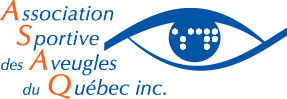 Association
Sportive
des Aveugles
du Québec inc.